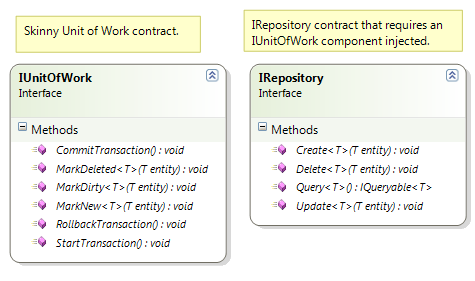 Skinny Unit of Work contract.
IRepository contract that requires an
IUnitOfWork component injected.
IUnitOfWork
Interface
Methods
CommitTransaction() : void
MarkDeleted<T>(T entity) : void
MarkDirty<T>(T entity) : void
MarkNew<T>(T entity) : void
RollbackTransaction() : void
StartTransaction() : void
IRepository
Interface
Methods
Create<T>(T entity) : void
Delete<T>(T entity) : void
Query<T>() : IQueryable<T>
Update<T>(T entity) : void